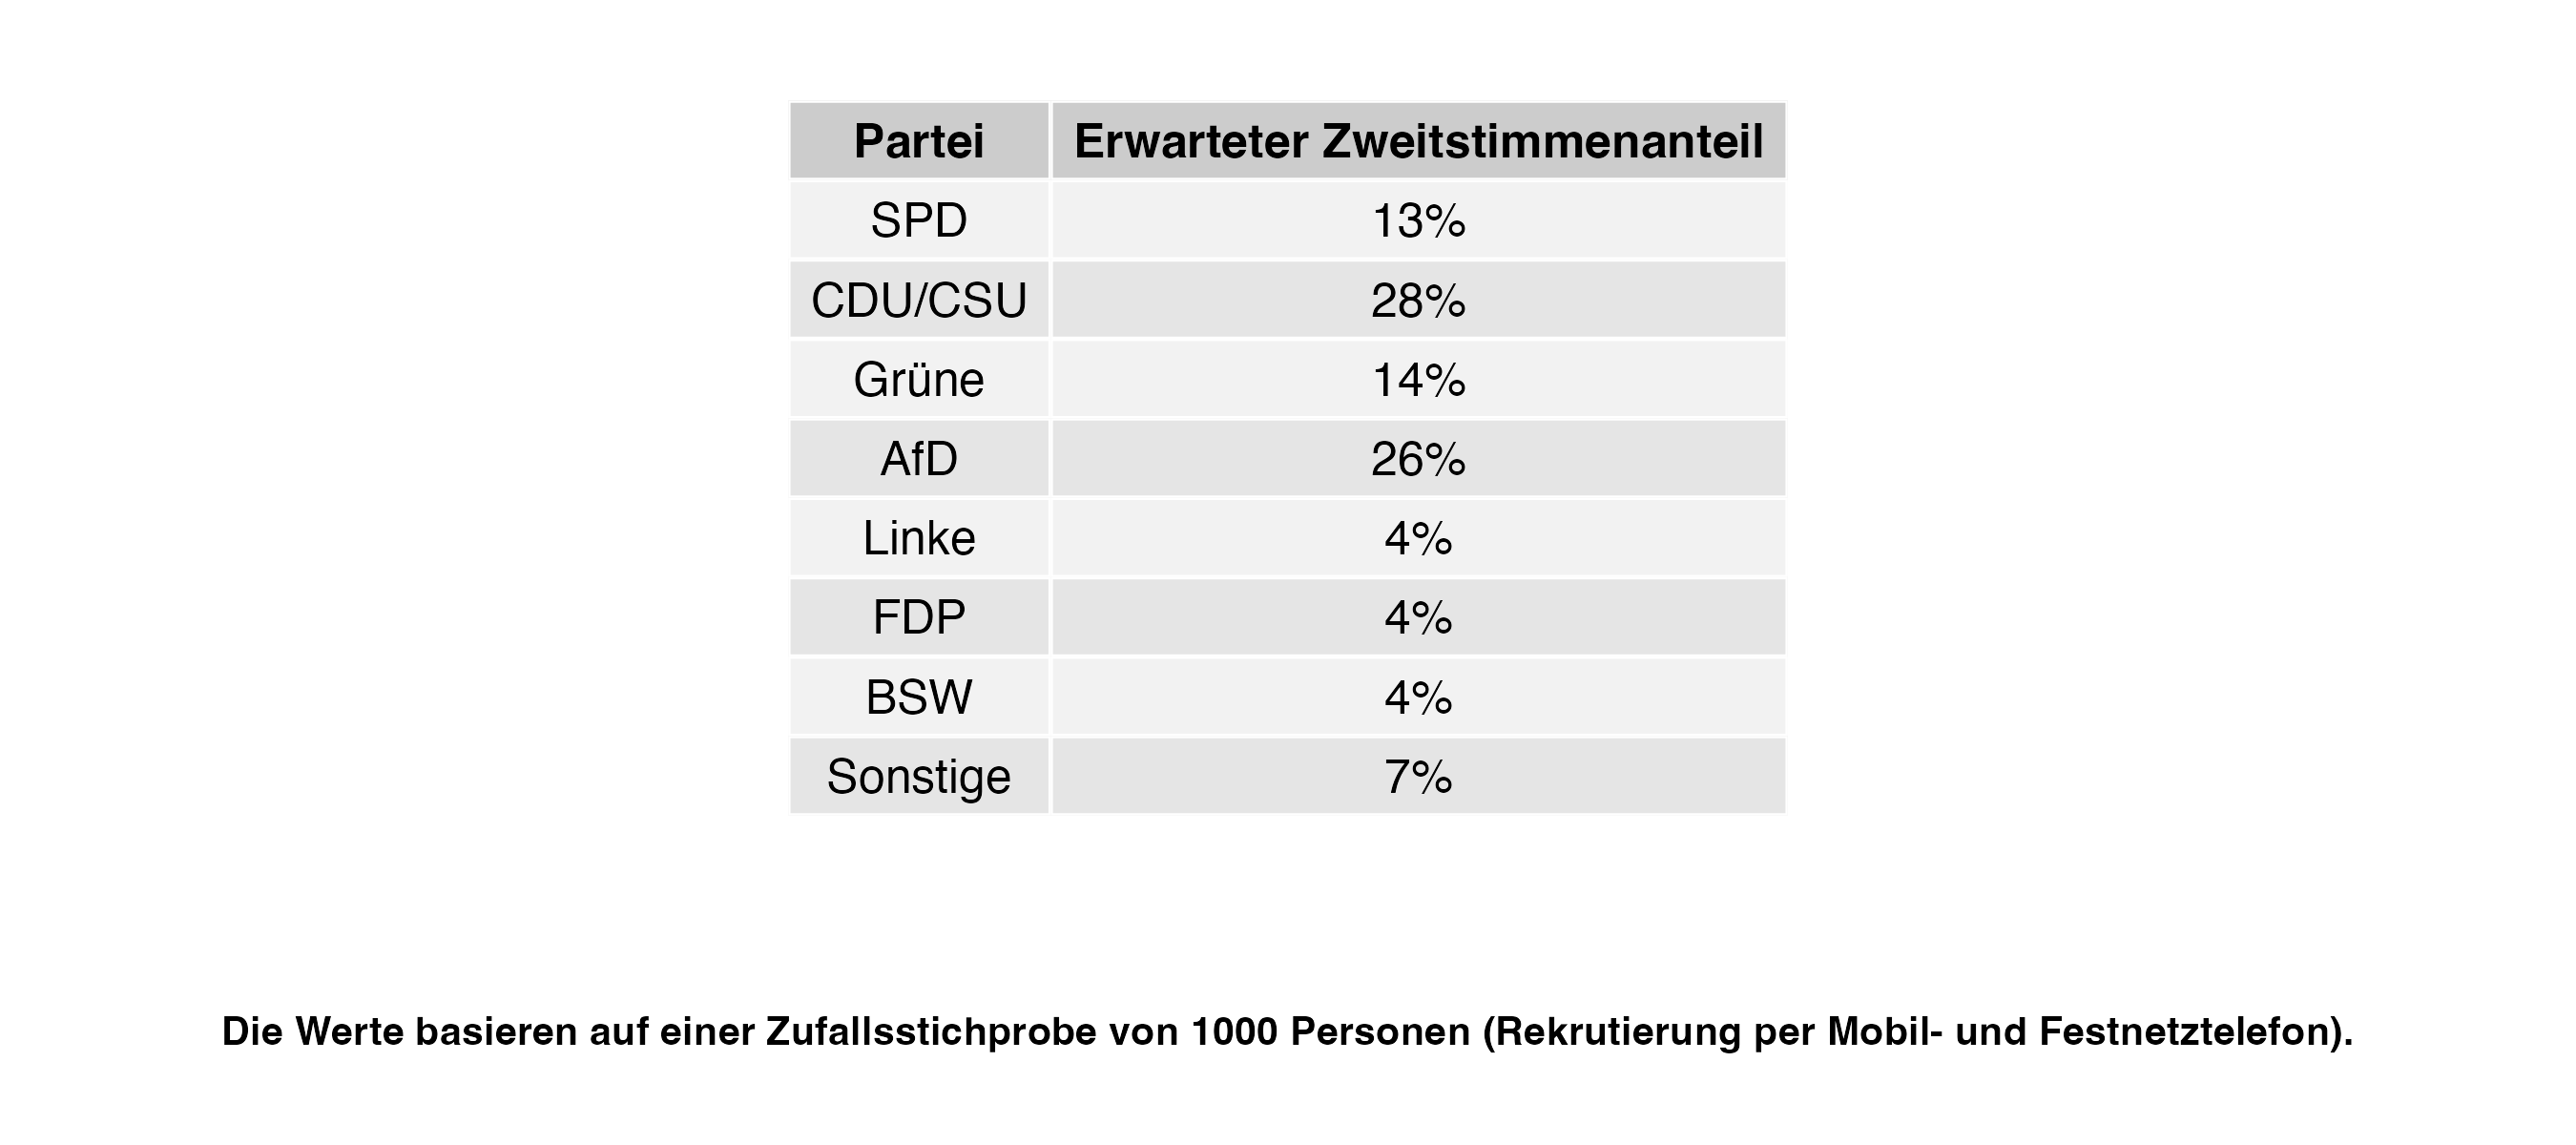 Partei Erwarteter Zweitstimmenanteil
SPD 13%
CDU/CSU 28%
Grüne 14%
AfD 26%
Linke 4%
FDP 4%
BSW 4%
Sonstige 7%
Die Werte basieren auf einer Zufallsstichprobe von 1000 Personen (Rekrutierung per Mobil- und Festnetztelefon).